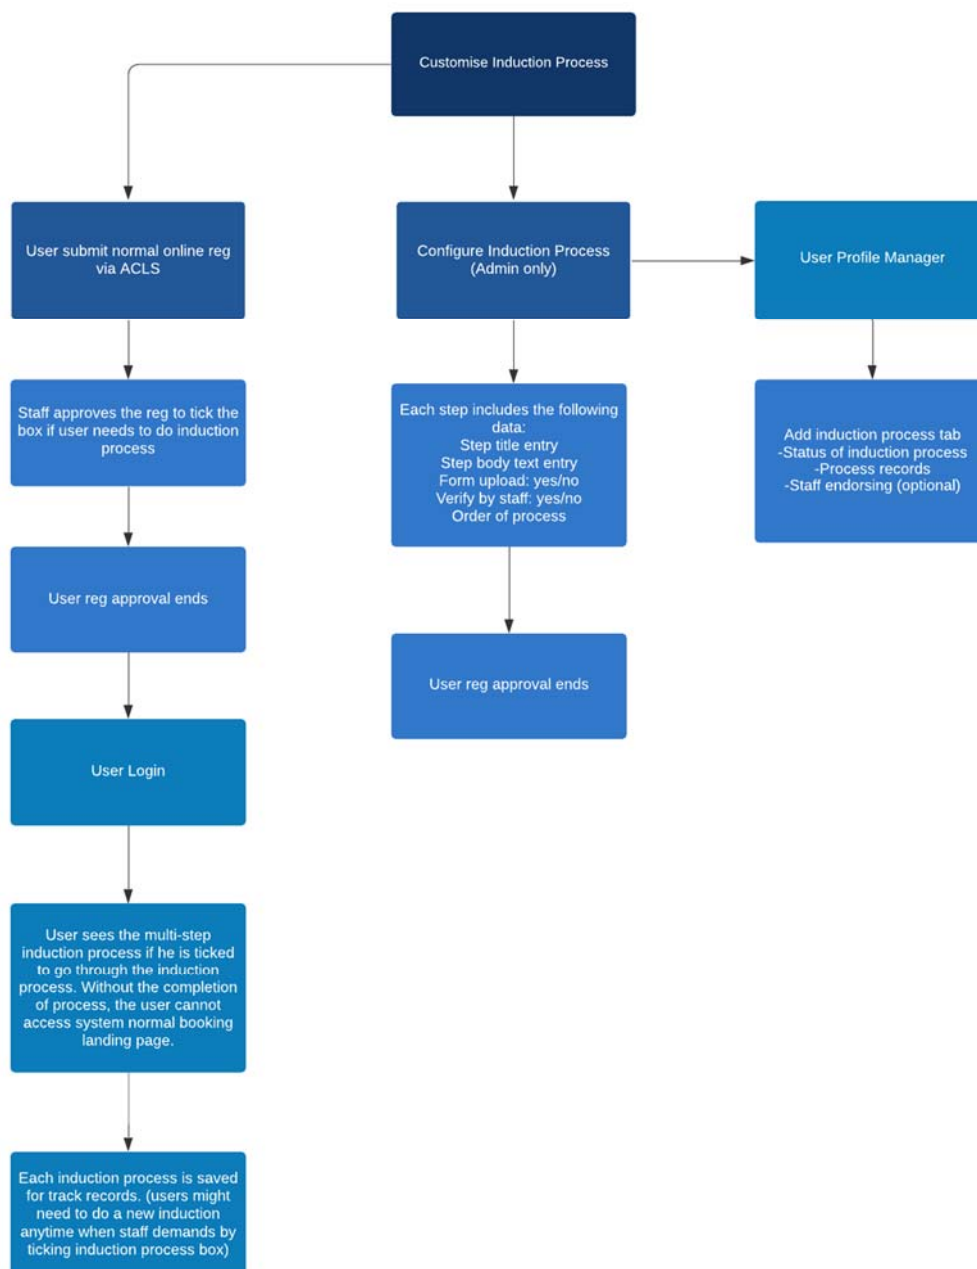 Customise Induction Process
User submit normal online reg
via ACLS
Configure Induction Process
(Admin only)
User Profile Manager
Staff approves the reg to tick the
box if user needs to do induction
process
Each step includes the following
data:
Step title entry
Step body text entry
Form upload: yes/no
Verify by staff: yes/no
Order of process
Add induction process tab
-Status of induction process
-Process records
-Staff endorsing (optional)
User reg approval ends
User reg approval ends
User Login
User sees the multi-step
induction process if he is ticked
to go through the induction
process. Without the completion
of process, the user cannot
access system normal booking
landing page.
Each induction process is saved
for track records. (users might
need to do a new induction
anytime when staff demands by
ticking induction process box)